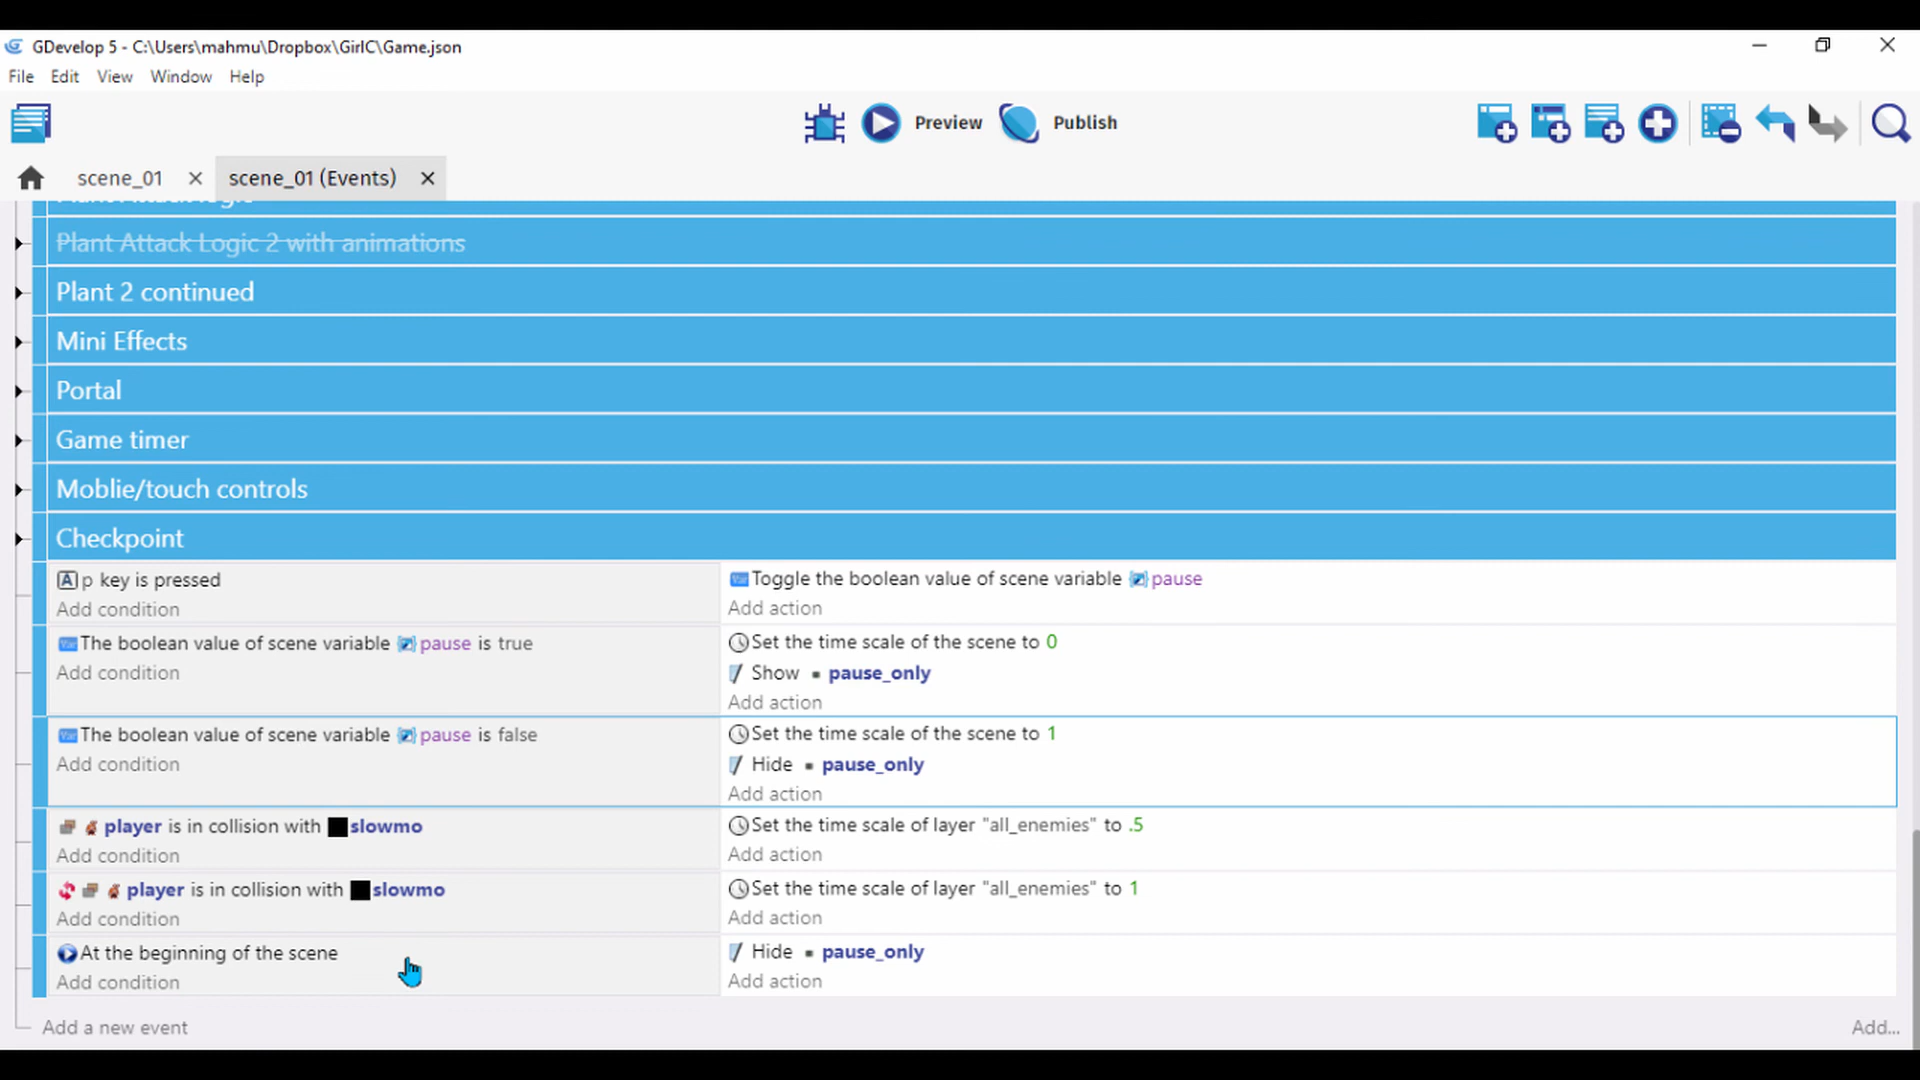 GDevelop 5 - C:\Users\mahmu\Dropbox\GirlC\Game.json
File Edit View Window Help
Preview Publish
scene_01 scene_01 (Events)
Plant Attack Logic 2 with animations
Plant 2 continued
Mini Effects
Portal
Game timer
Moblie/touch controls
Checkpoint
p key is pressed
Add condition
Toggle the boolean value of scene variable pause
Add action
The boolean value of scene variable pause is true
Add condition
Set the time scale of the scene to 0
Show pause_only
Add action
The boolean value of scene variable pause is false
Add condition
Set the time scale of the scene to 1
Hide pause_only
Add action
player is in collision with slowmo
Add condition
Set the time scale of layer "all_enemies" to .5
Add action
player is in collision with slowmo
Add condition
Set the time scale of layer "all_enemies" to 1
Add action
At the beginning of the scene
Add condition
Hide pause_only
Add action
Add a new event
Add...